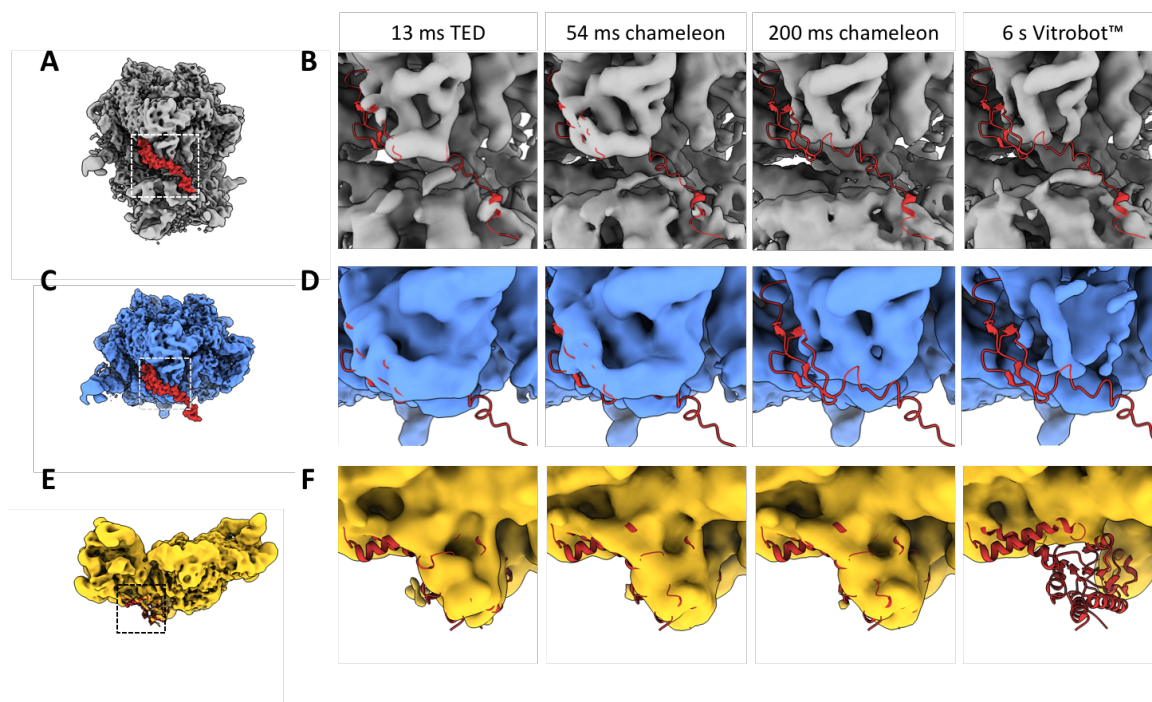 13 ms TED 54 ms chameleon 200 ms chameleon 6 s Vitrobot™
A B
C D
E F